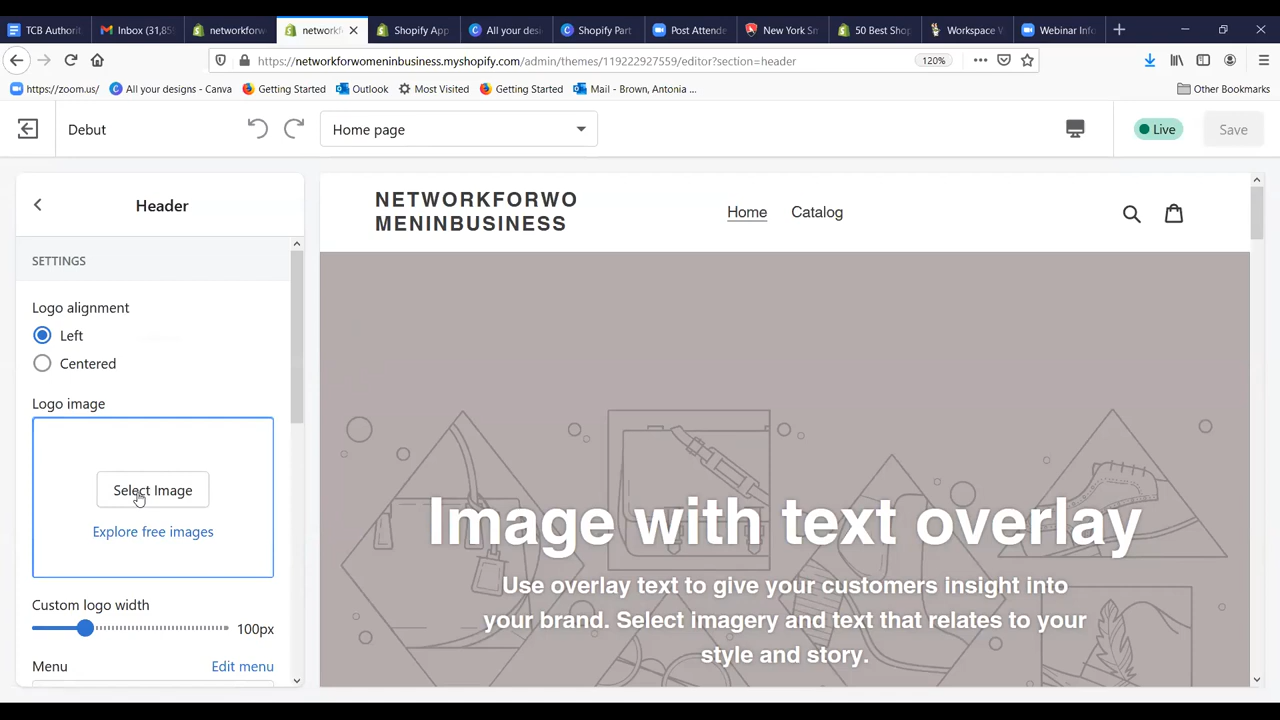 TCB Authori
Inbox (31,85
networkforw
networkf
Shopify App
All your desi
Shopify Part
Post Attende
New York Sm
50 Best Shop
Workspace W
Webinar Info
https://networkforwomeninbusiness.myshopify.com/admin/themes/119222927559/editor?section=header
120%
https://zoom.us/
All your designs - Canva
Getting Started
Outlook
Most Visited
Getting Started
Mail - Brown, Antonia ...
Other Bookmarks
Debut
Home page
Live
Save
Header
SETTINGS
Logo alignment
Left
Centered
Logo image
Select Image
Explore free images
Custom logo width
100px
Menu
Edit menu
NETWORKFORWO
MENINBUSINESS
Home
Catalog
Image with text overlay
Use overlay text to give your customers insight into
your brand. Select imagery and text that relates to your
style and story.